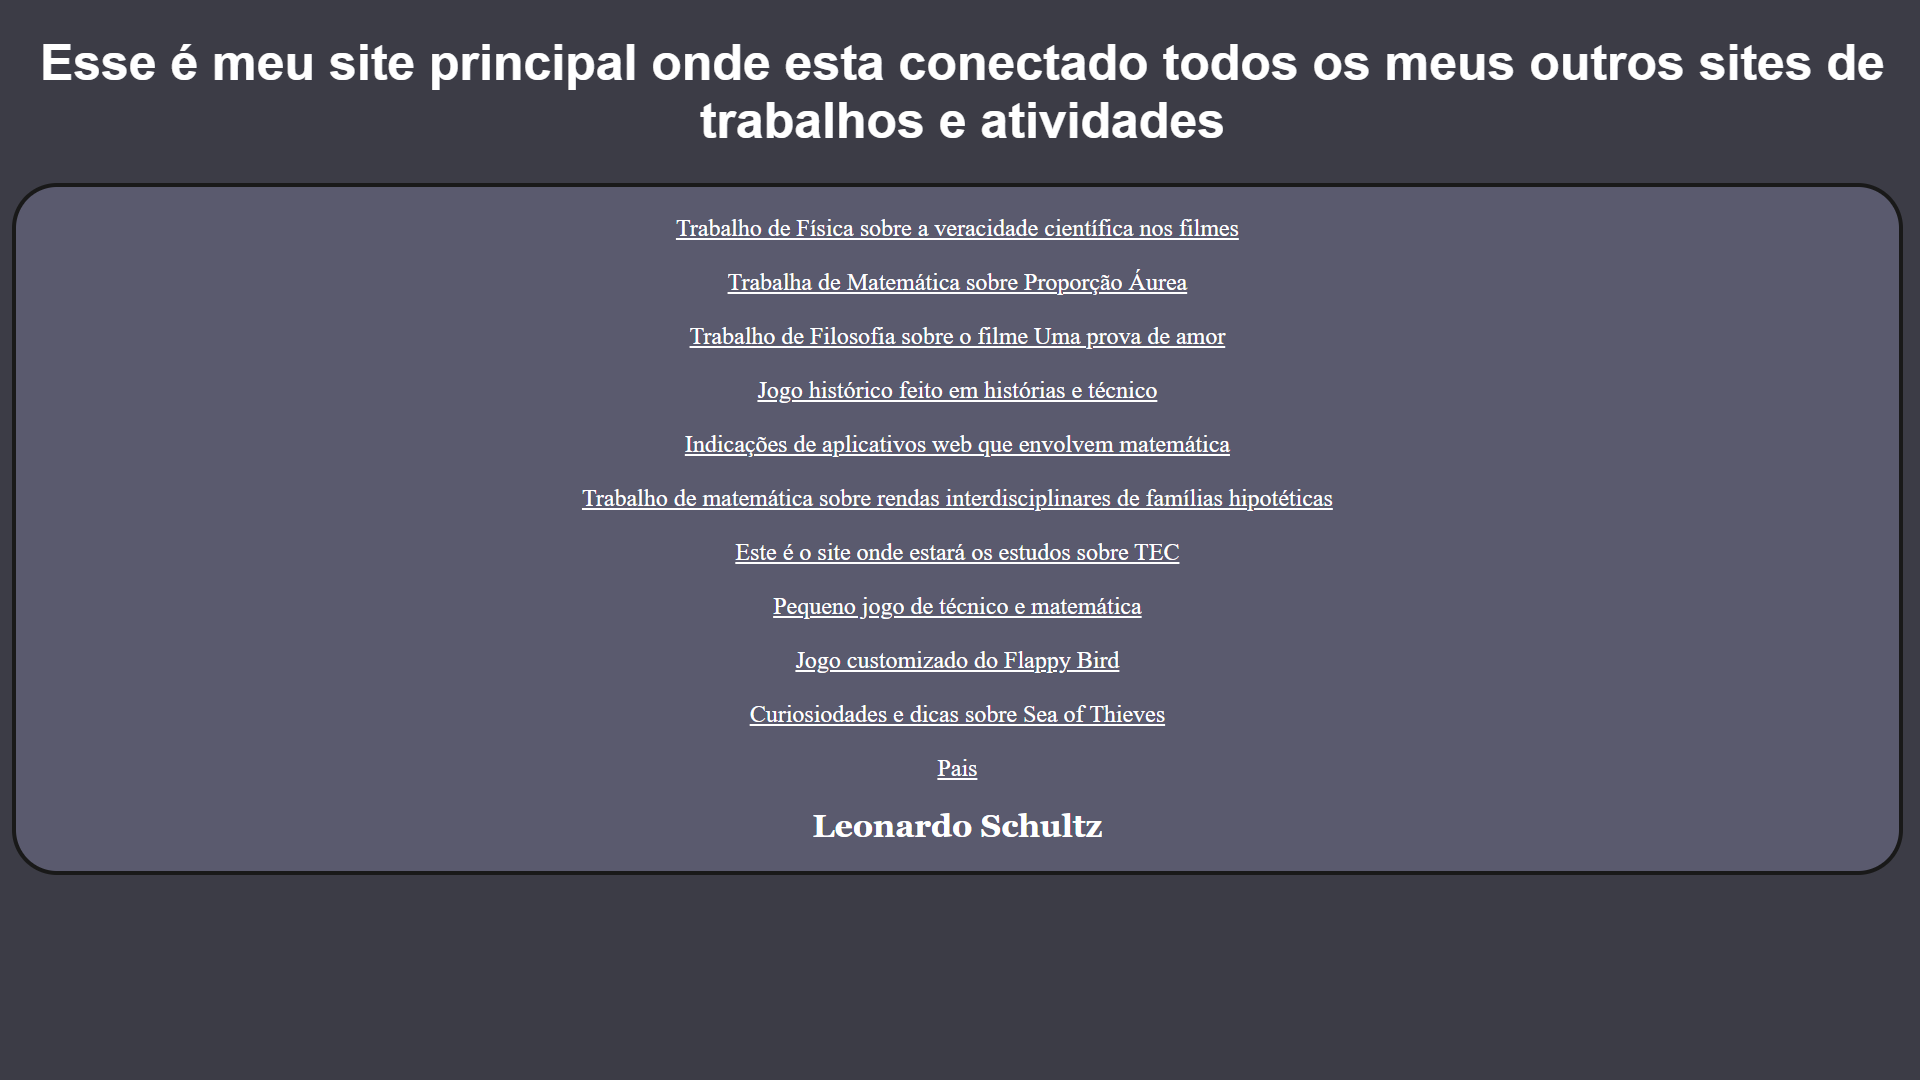 Esse é meu site principal onde esta conectado todos os meus outros sites de
trabalhos e atividades
Trabalho de Física sobre a veracidade científica nos filmes
Trabalha de Matemática sobre Proporção Áurea
Trabalho de Filosofia sobre o filme Uma prova de amor
Jogo histórico feito em histórias e técnico
Indicações de aplicativos web que envolvem matemática
Trabalho de matemática sobre rendas interdisciplinares de famílias hipotéticas
Este é o site onde estará os estudos sobre TEC
Pequeno jogo de técnico e matemática
Jogo customizado do Flappy Bird
Curiosiodades e dicas sobre Sea of Thieves
Pais
Leonardo Schultz